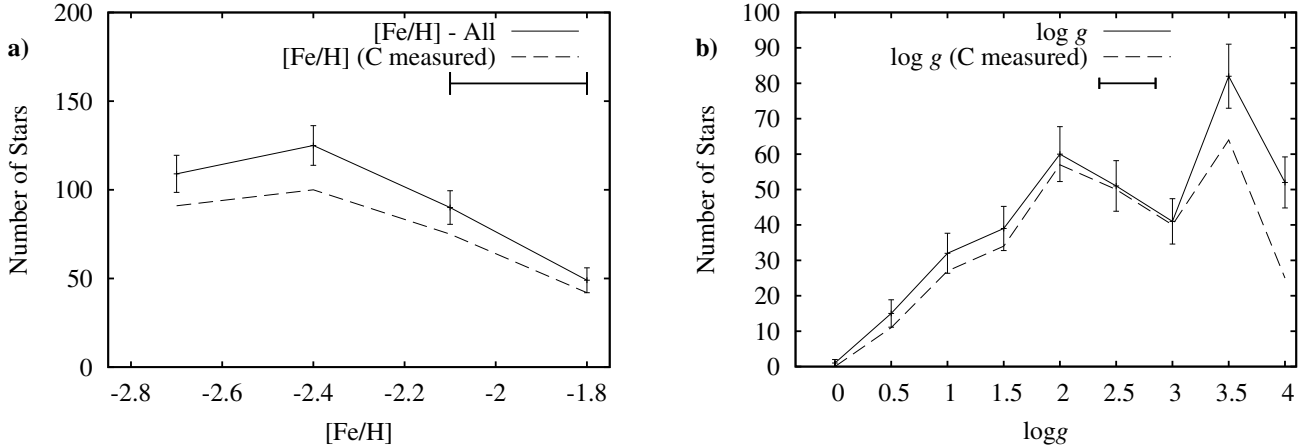 a)
[Fe/H] - All
[Fe/H] (C measured)
Number of Stars
200
150
100
50
0
-2.8 -2.6 -2.4 -2.2 -2 -1.8
[Fe/H]
b)
log g
log g (C measured)
Number of Stars
100
90
80
70
60
50
40
30
20
10
0
0 0.5 1 1.5 2 2.5 3 3.5 4
logg